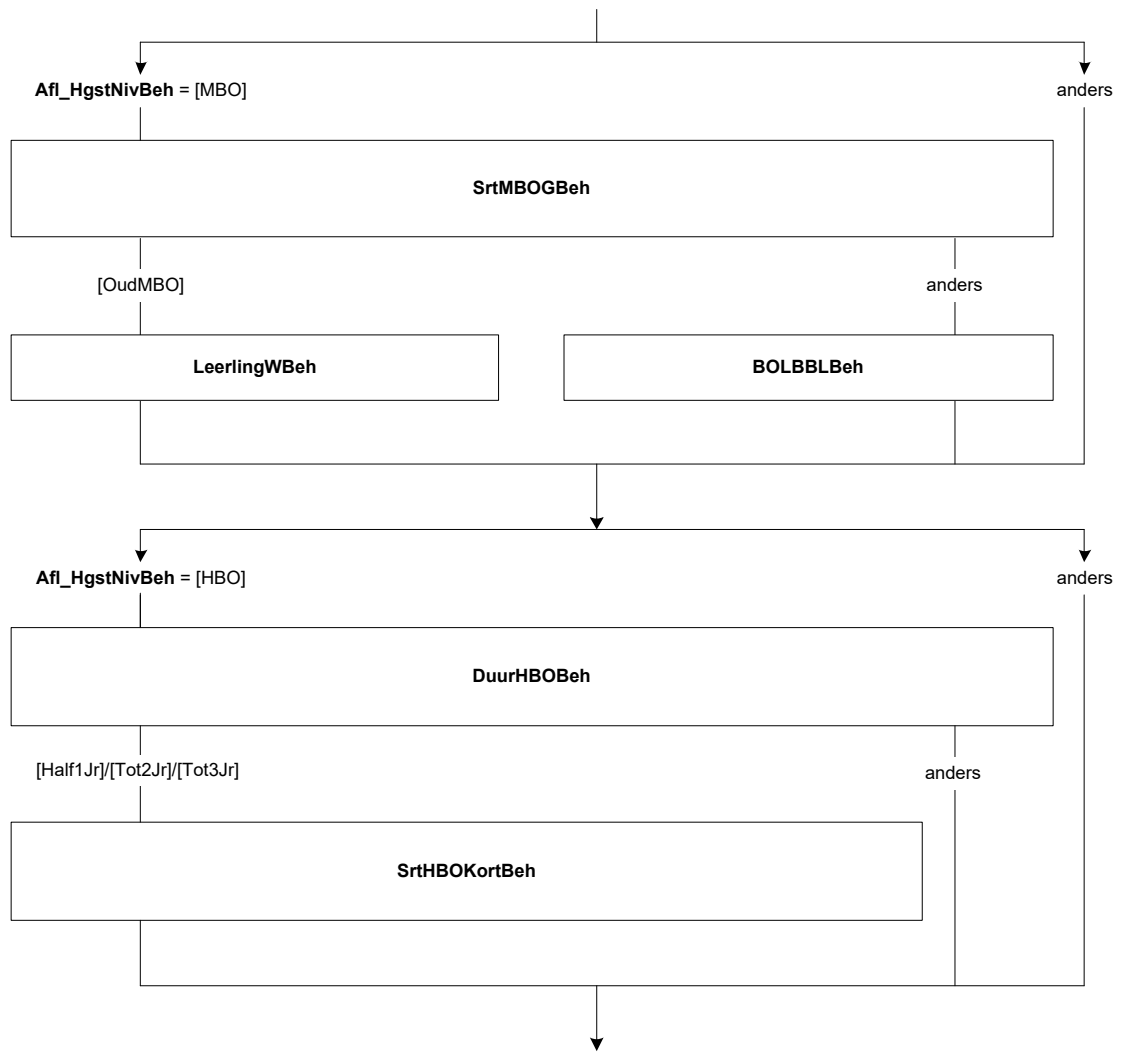 Afl_HgstNivBeh = [MBO]
anders
SrtMBOGBeh
[OudMBO]
anders
LeerlingWBeh
BOLBBLBeh
Afl_HgstNivBeh = [HBO]
anders
DuurHBOBeh
[Half1Jr]/[Tot2Jr]/[Tot3Jr]
anders
SrtHBOKortBeh